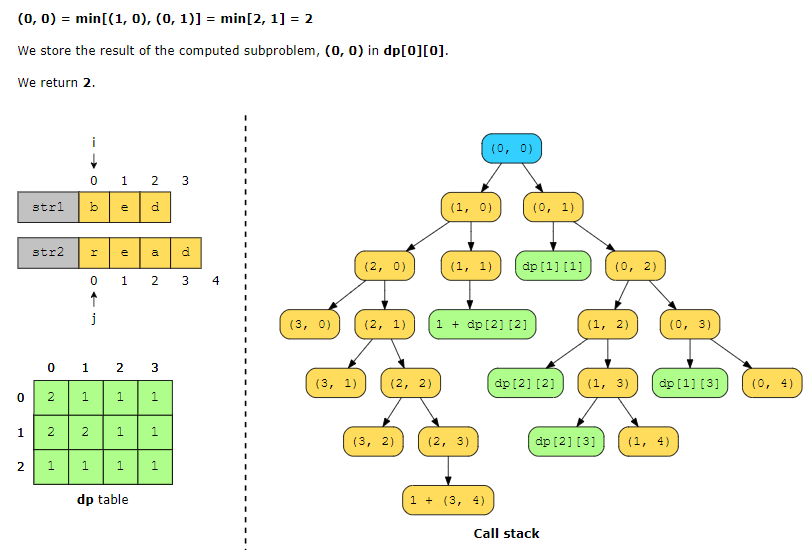 (0, 0) = min[(1, 0), (0, 1)] = min[2, 1] = 2
We store the result of the computed subproblem, (0, 0) in dp[0][0].
We return 2.
i
0 1 2 3
str1 b e d
str2 r e a d
0 1 2 3 4
j
0 1 2 3
0 2 1 1 1
1 2 2 1 1
2 1 1 1 1
dp table
(0, 0)
(1, 0) (0, 1)
(2, 0) (1, 1) dp[1][1] (0, 2)
(3, 0) (2, 1) 1 + dp[2][2] (1, 2) (0, 3)
(3, 1) (2, 2) dp[2][2] (1, 3) dp[1][3] (0, 4)
(3, 2) (2, 3) dp[2][3] (1, 4)
1 + (3, 4)
Call stack